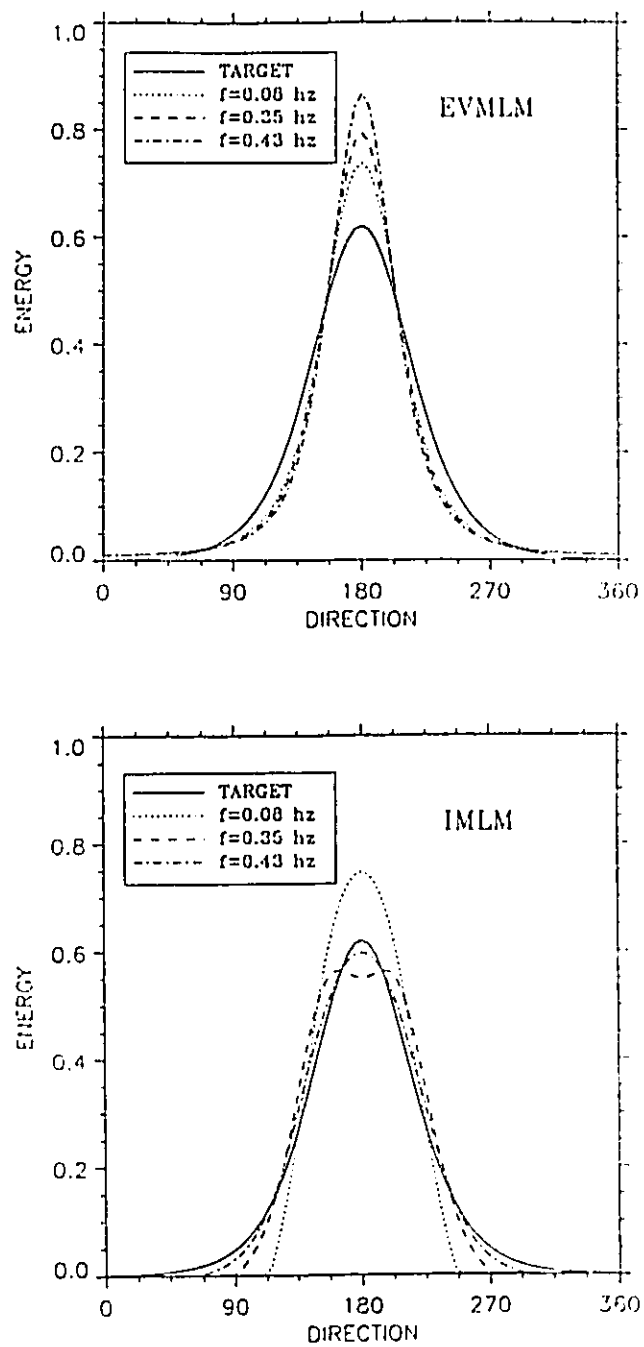 1.0
0.8
0.6
0.4
0.2
0.0
ENERGY
TARGET
f=0.08 hz
f=0.35 hz
f=0.43 hz
EVMLM
0 90 180 270 360
DIRECTION
1.0
0.8
0.6
0.4
0.2
0.0
ENERGY
TARGET
f=0.08 hz
f=0.35 hz
f=0.43 hz
IMLM
0 90 180 270 360
DIRECTION